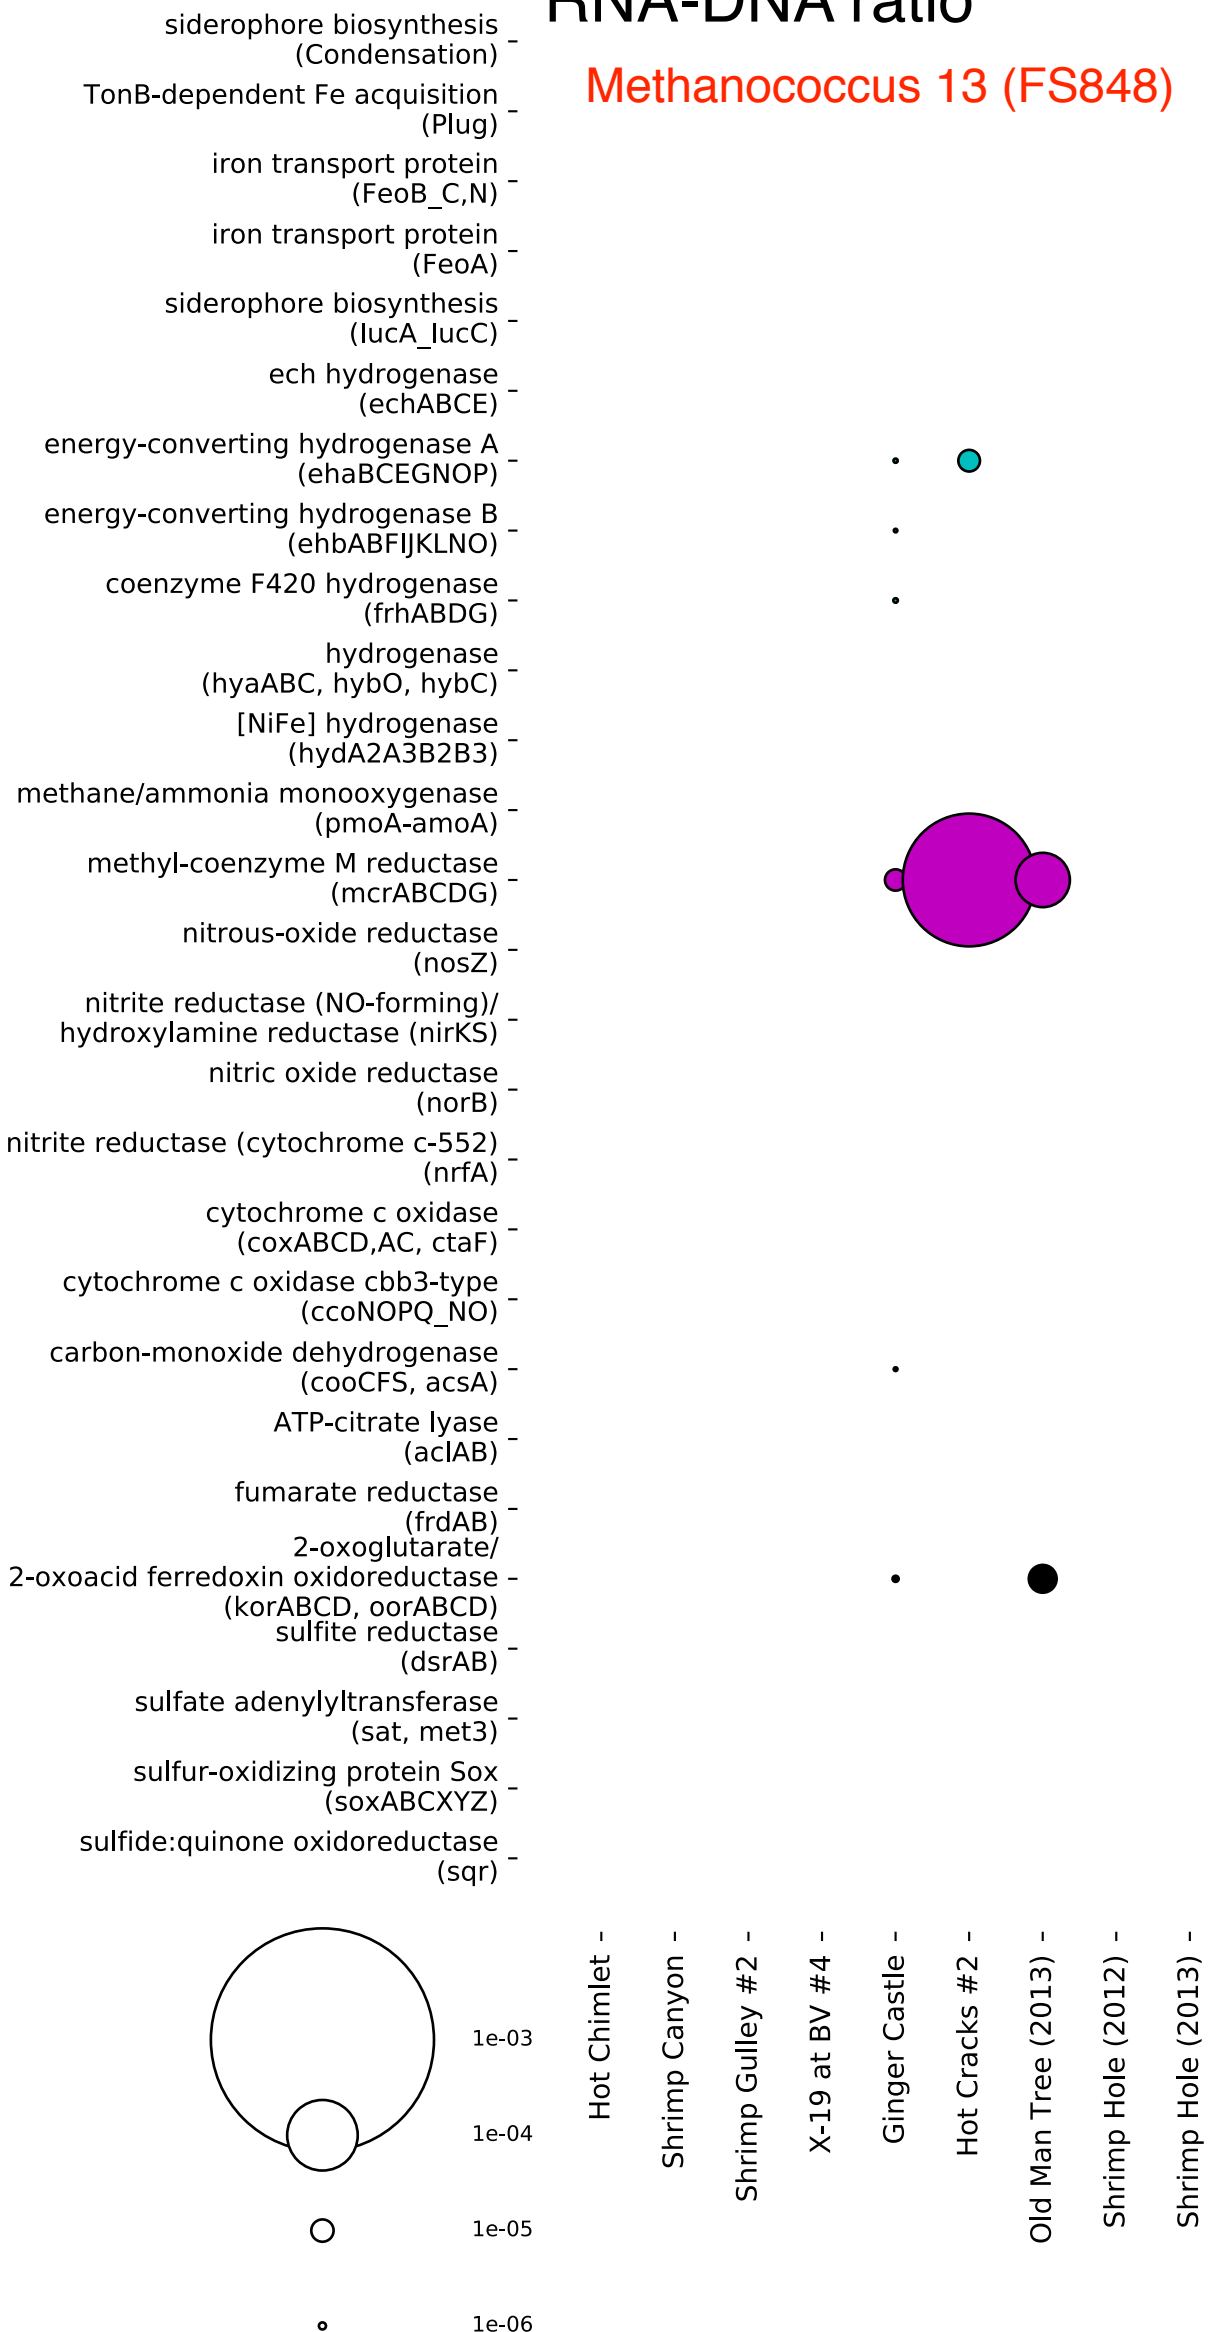 RNA-DNA ratio
Methanococcus 13 (FS848)
siderophore biosynthesis
(Condensation)
TonB-dependent Fe acquisition
(Plug)
iron transport protein
(FeoB_C,N)
iron transport protein
(FeoA)
siderophore biosynthesis
(IucA_IucC)
ech hydrogenase
(echABCE)
energy-converting hydrogenase A
(ehaBCEGNOP)
energy-converting hydrogenase B
(ehbABFIJKLNO)
coenzyme F420 hydrogenase
(frhABDG)
hydrogenase
(hyaABC, hybO, hybC)
[NiFe] hydrogenase
(hydA2A3B2B3)
methane/ammonia monooxygenase
(pmoA-amoA)
methyl-coenzyme M reductase
(mcrABCDG)
nitrous-oxide reductase
(nosZ)
nitrite reductase (NO-forming)/
hydroxylamine reductase (nirKS)
nitric oxide reductase
(norB)
nitrite reductase (cytochrome c-552)
(nrfA)
cytochrome c oxidase
(coxABCD,AC, ctaF)
cytochrome c oxidase cbb3-type
(ccoNOPQ_NO)
carbon-monoxide dehydrogenase
(cooCFS, acsA)
ATP-citrate lyase
(aclAB)
fumarate reductase
(frdAB)
2-oxoglutarate/
2-oxoacid ferredoxin oxidoreductase
(korABCD, oorABCD)
sulfite reductase
(dsrAB)
sulfate adenylyltransferase
(sat, met3)
sulfur-oxidizing protein Sox
(soxABCXYZ)
sulfide:quinone oxidoreductase
(sqr)
1e-03
1e-04
1e-05
1e-06
Hot Chimlet
Shrimp Canyon
Shrimp Gulley #2
X-19 at BV #4
Ginger Castle
Hot Cracks #2
Old Man Tree (2013)
Shrimp Hole (2012)
Shrimp Hole (2013)